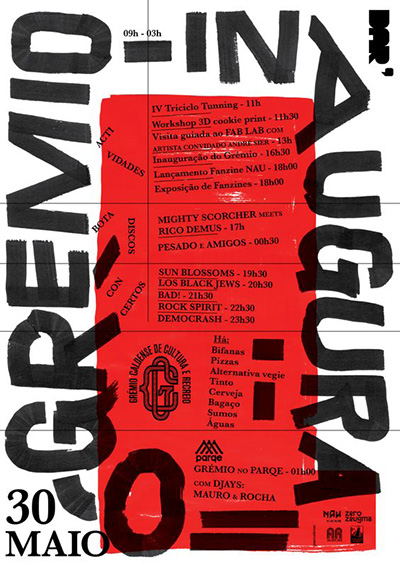 09h - 03h
DAR'
GRÉMIO
INAUGURA
ACTI
VIDADES
IV Triciclo Tunning - 11h
Workshop 3D cookie print - 11h30
Visita guiada ao FAB LAB COM
ARTISTA CONVIDADO ANDRÉ SIER - 13h
Inauguração do Grémio - 16h30
Lançamento Fanzine NAU - 18h00
Exposição de Fanzines - 18h00
BOTA
DISCOS
MIGHTY SCORCHER MEETS
RICO DEMUS - 17h
PESADO E AMIGOS - 00h30
CON
CERTOS
SUN BLOSSOMS - 19h30
LOS BLACK JEWS - 20h30
BAD! - 21h30
ROCK SPIRIT - 22h30
DEMOCRASH - 23h30
GRÉMIO CALDENSE DE CULTURA E RECREIO
Há:
Bifanas
Pizzas
Alternativa vegie
Tinto
Cerveja
Bagaço
Sumos
Águas
parqe
GRÉMIO NO PARQE - 01h00
COM DJAYS:
MAURO & ROCHA
30
MAIO
zero
zeugma